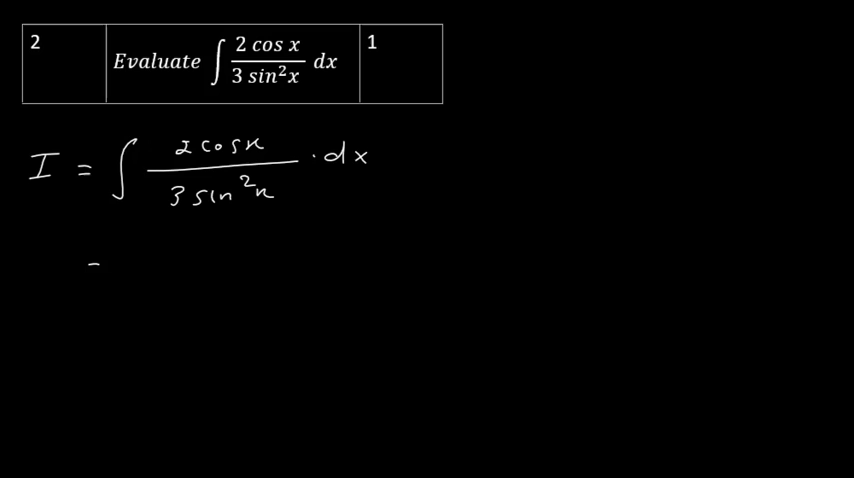 2 Evaluate ∫ 2 cos x / 3 sin²x dx 1
I = ∫ 2 cos x / 3 sin²x · dx
=